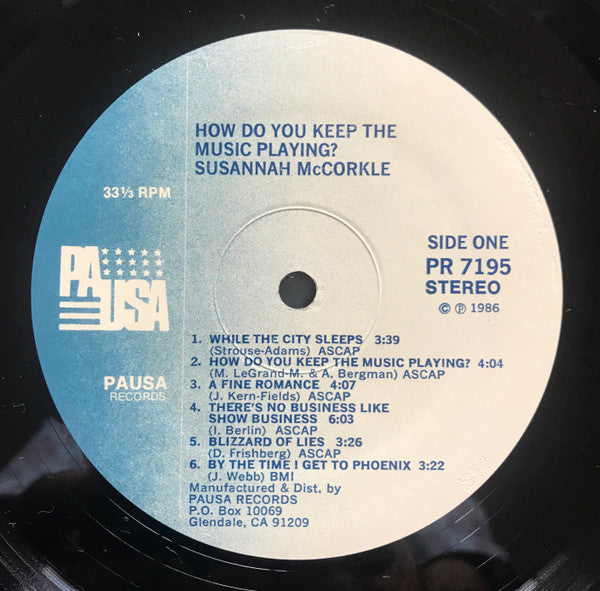 HOW DO YOU KEEP THE
MUSIC PLAYING?
SUSANNAH McCORKLE
33⅓ RPM
SIDE ONE
PR 7195
STEREO
© ℗ 1986
PAUSA
PAUSA
RECORDS
1. WHILE THE CITY SLEEPS 3:39
(Strouse-Adams) ASCAP
2. HOW DO YOU KEEP THE MUSIC PLAYING? 4:04
(M. LeGrand-M. & A. Bergman) ASCAP
3. A FINE ROMANCE 4:07
(J. Kern-Fields) ASCAP
4. THERE'S NO BUSINESS LIKE
SHOW BUSINESS 6:03
(I. Berlin) ASCAP
5. BLIZZARD OF LIES 3:26
(D. Frishberg) ASCAP
6. BY THE TIME I GET TO PHOENIX 3:22
(J. Webb) BMI
Manufactured & Dist. by
PAUSA RECORDS
P.O. Box 10069
Glendale, CA 91209